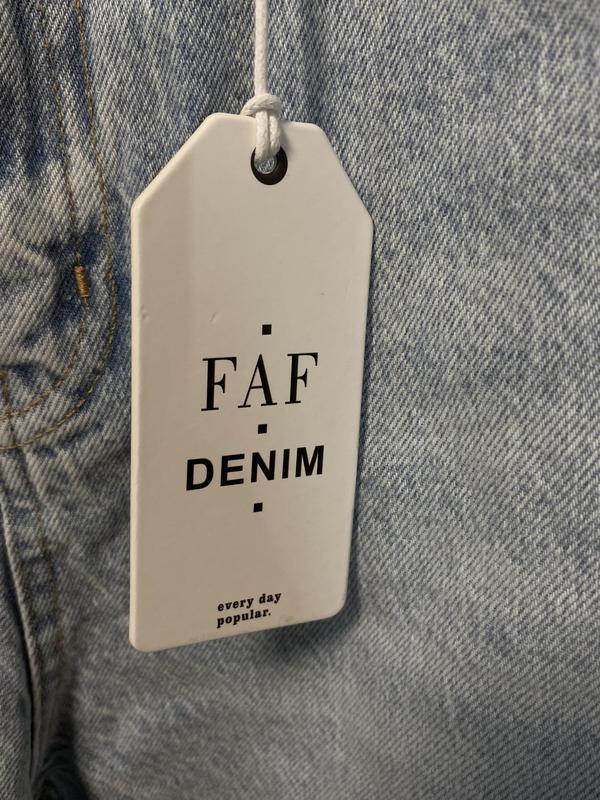 FAF
DENIM
every day
popular.